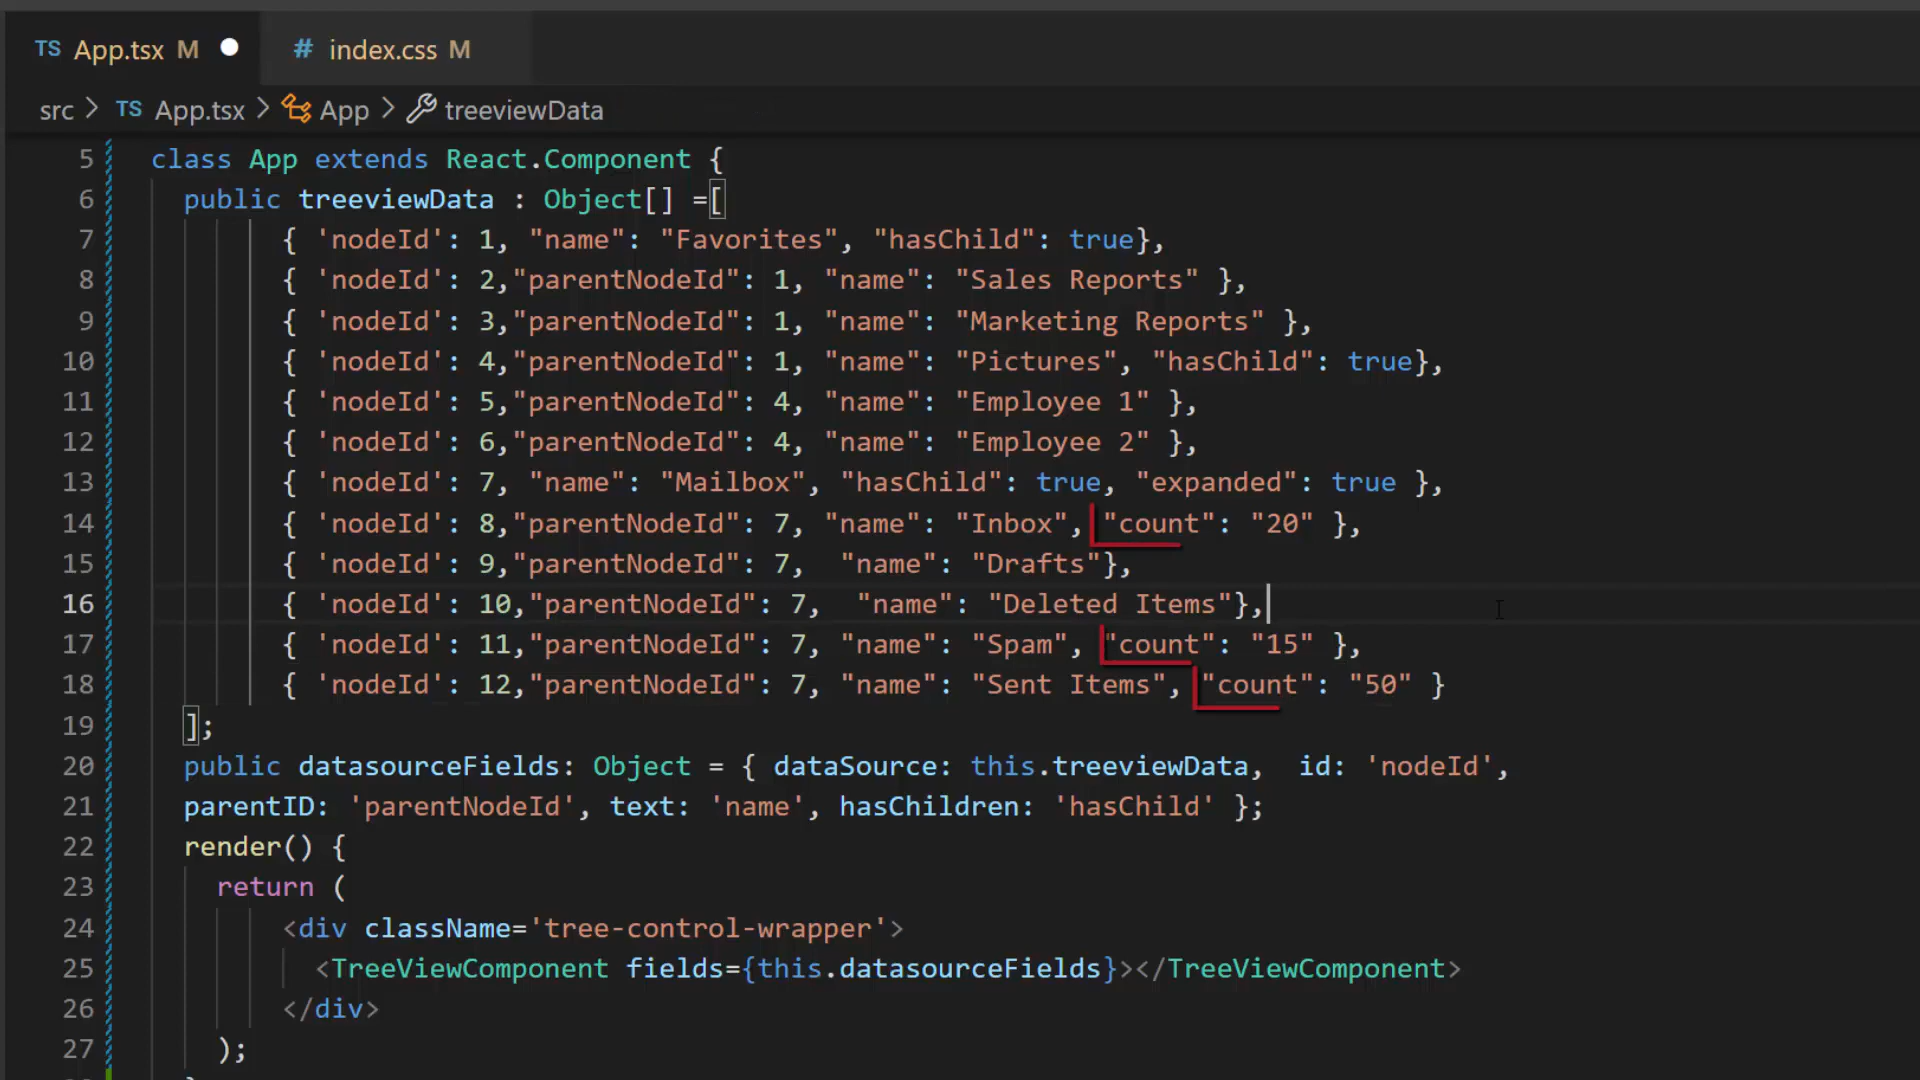 TS App.tsx M
# index.css M
src > TS App.tsx > App > treeviewData
5 class App extends React.Component {
6 public treeviewData : Object[] =[
7 { 'nodeId': 1, "name": "Favorites", "hasChild": true},
8 { 'nodeId': 2,"parentNodeId": 1, "name": "Sales Reports" },
9 { 'nodeId': 3,"parentNodeId": 1, "name": "Marketing Reports" },
10 { 'nodeId': 4,"parentNodeId": 1, "name": "Pictures", "hasChild": true},
11 { 'nodeId': 5,"parentNodeId": 4, "name": "Employee 1" },
12 { 'nodeId': 6,"parentNodeId": 4, "name": "Employee 2" },
13 { 'nodeId': 7, "name": "Mailbox", "hasChild": true, "expanded": true },
14 { 'nodeId': 8,"parentNodeId": 7, "name": "Inbox", "count": "20" },
15 { 'nodeId': 9,"parentNodeId": 7,  "name": "Drafts"},
16 { 'nodeId': 10,"parentNodeId": 7,  "name": "Deleted Items"},
17 { 'nodeId': 11,"parentNodeId": 7, "name": "Spam", "count": "15" },
18 { 'nodeId': 12,"parentNodeId": 7, "name": "Sent Items", "count": "50" }
19 ];
20 public datasourceFields: Object = { dataSource: this.treeviewData,  id: 'nodeId',
21 parentID: 'parentNodeId', text: 'name', hasChildren: 'hasChild' };
22 render() {
23 return (
24 <div className='tree-control-wrapper'>
25 <TreeViewComponent fields={this.datasourceFields}></TreeViewComponent>
26 </div>
27 );